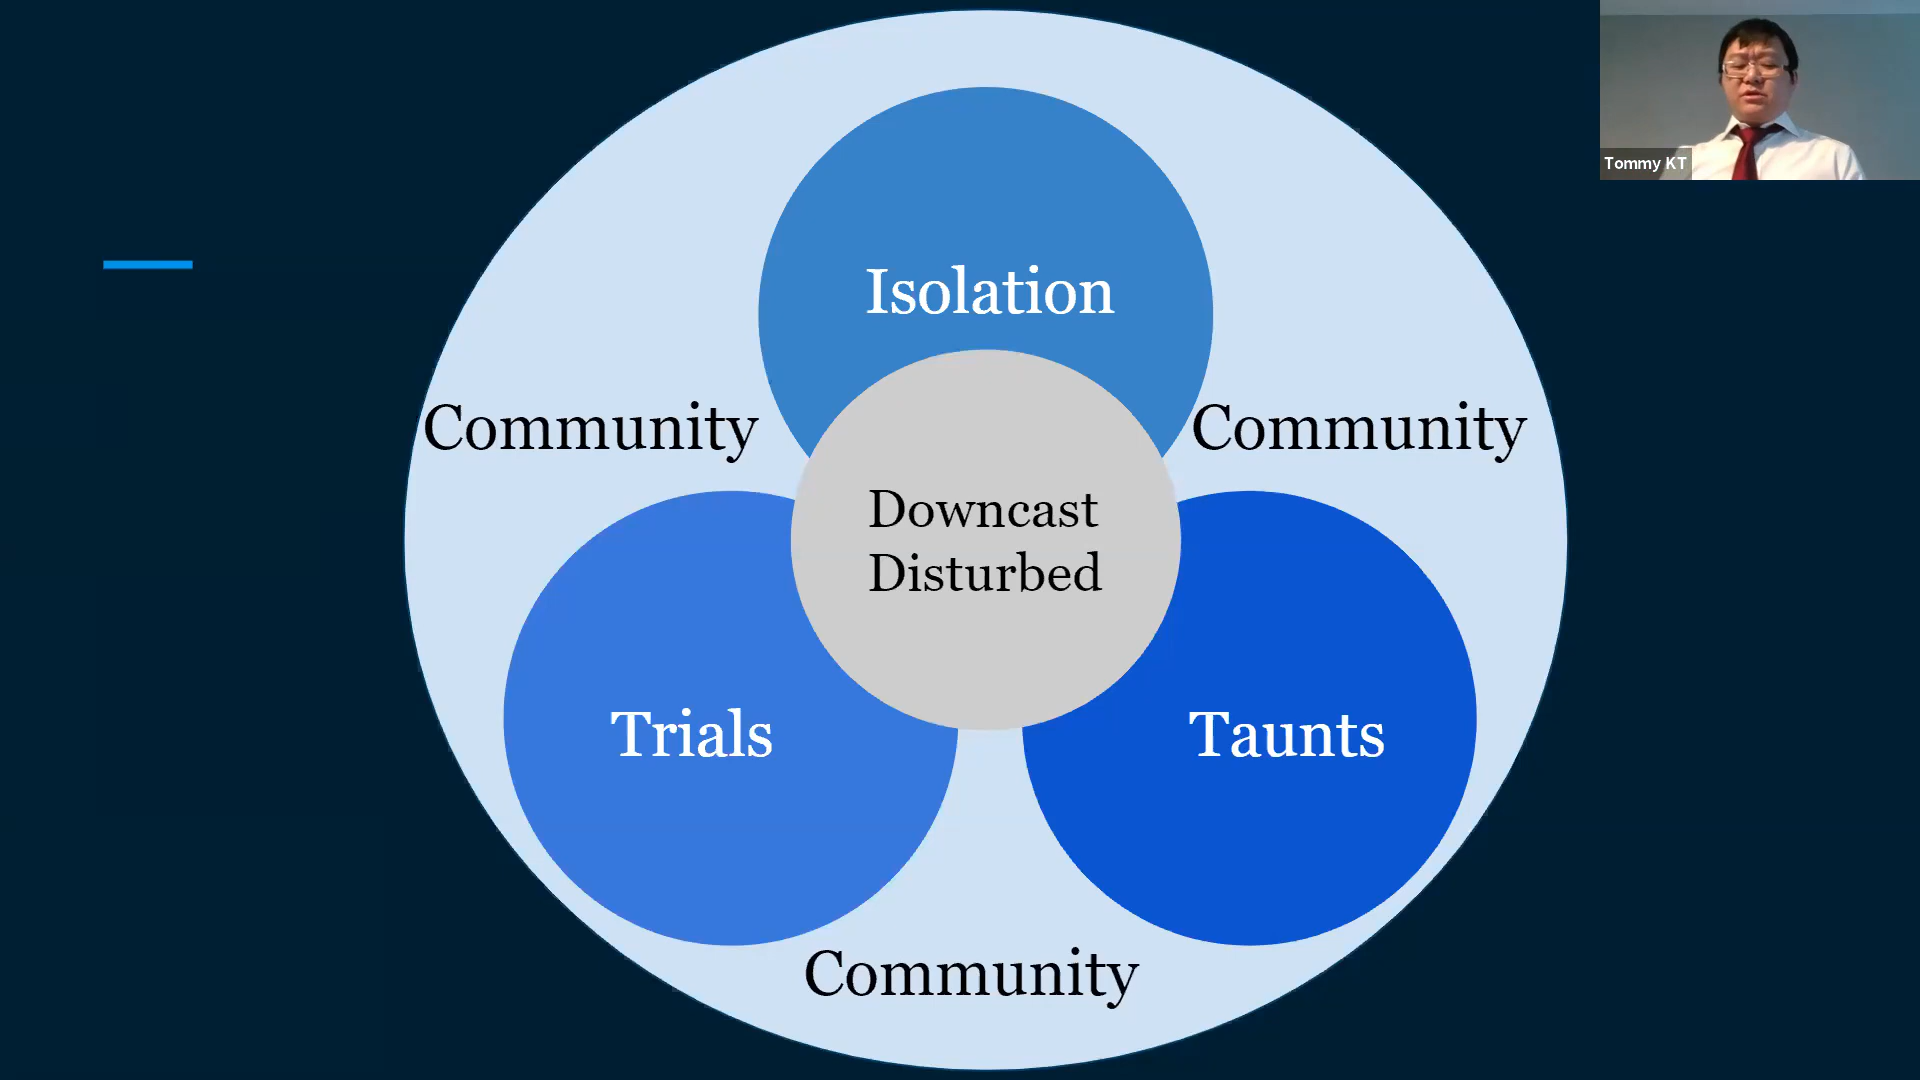 Tommy KT
Isolation
Community
Community
Downcast
Disturbed
Trials
Taunts
Community